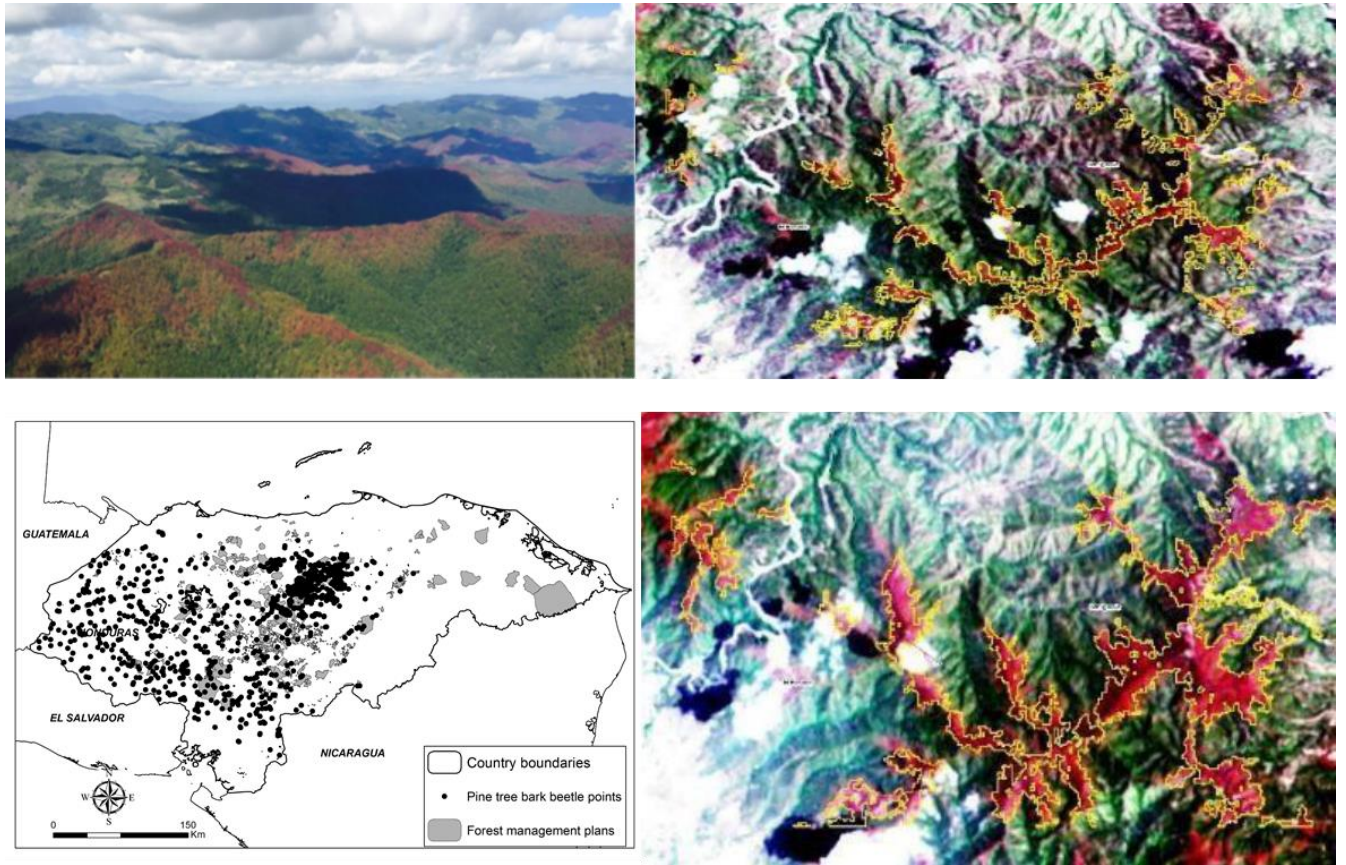 GUATEMALA
HONDURAS
EL SALVADOR
NICARAGUA
N
W E
S
0 150
Km
Country boundaries
Pine tree bark beetle points
Forest management plans